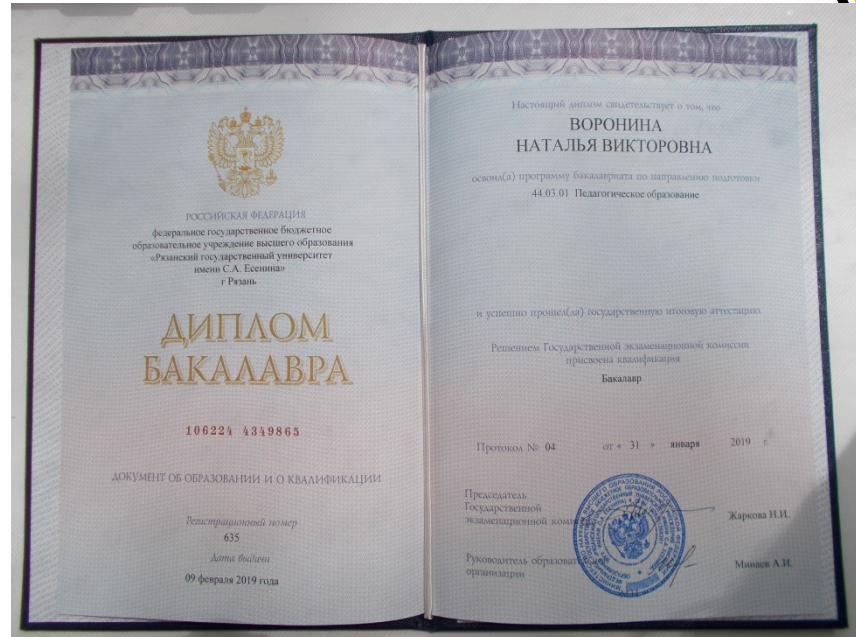 РОССИЙСКАЯ ФЕДЕРАЦИЯ
федеральное государственное бюджетное
образовательное учреждение высшего образования
«Рязанский государственный университет
имени С.А. Есенина»
г Рязань
ДИПЛОМ
БАКАЛАВРА
106224 4349865
ДОКУМЕНТ ОБ ОБРАЗОВАНИИ И О КВАЛИФИКАЦИИ
Регистрационный номер
635
Дата выдачи
09 февраля 2019 года
Настоящий диплом свидетельствует о том, что
ВОРОНИНА
НАТАЛЬЯ ВИКТОРОВНА
освоил(а) программу бакалавриата по направлению подготовки
44.03.01 Педагогическое образование
и успешно прошел(ла) государственную итоговую аттестацию
Решением Государственной экзаменационной комиссии
присвоена квалификация
Бакалавр
Протокол № 04 от « 31 » января 2019 г.
Председатель
Государственной
экзаменационной Жаркова Н.И.
Руководитель
организации Минаев А.И.